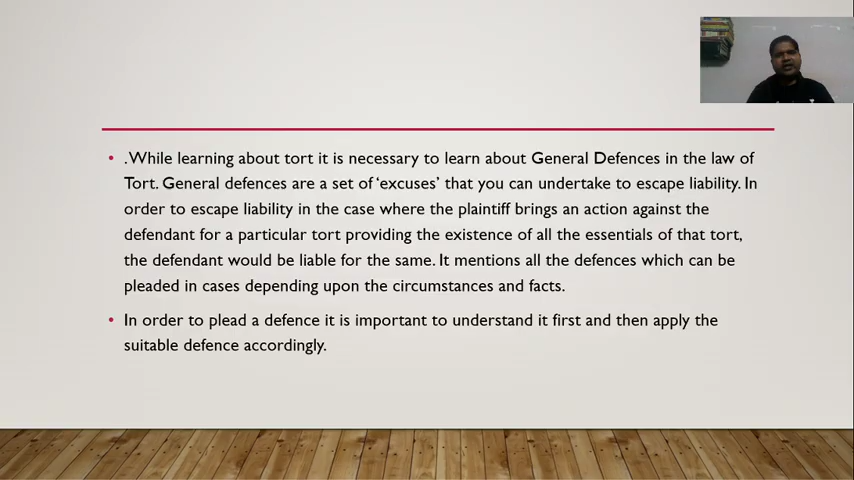 • .While learning about tort it is necessary to learn about General Defences in the law of
Tort. General defences are a set of ‘excuses’ that you can undertake to escape liability. In
order to escape liability in the case where the plaintiff brings an action against the
defendant for a particular tort providing the existence of all the essentials of that tort,
the defendant would be liable for the same. It mentions all the defences which can be
pleaded in cases depending upon the circumstances and facts.
• In order to plead a defence it is important to understand it first and then apply the
suitable defence accordingly.